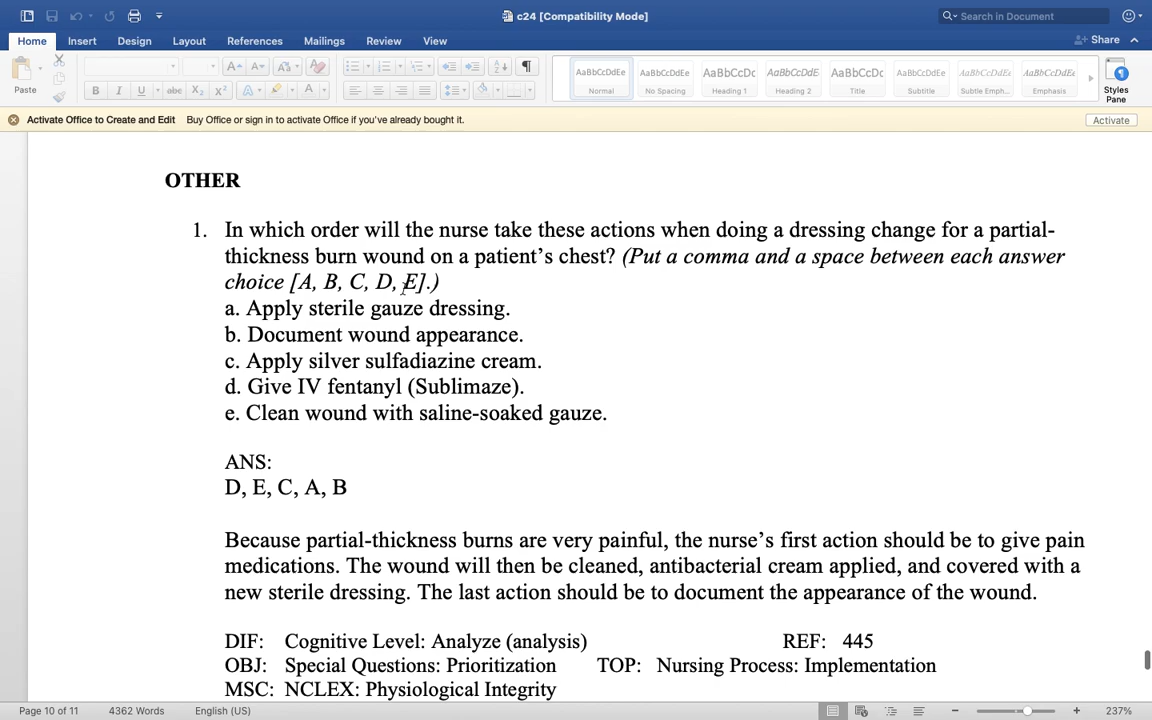 c24 [Compatibility Mode]
Search in Document
Home Insert Design Layout References Mailings Review View
Share
Paste
AaBbCcDdEe AaBbCcDdEe AaBbCcDc AaBbCcDdE AaBbCcDc AaBbCcDdEe AaBbCcDdEe AaBbCcDdEe
Normal No Spacing Heading 1 Heading 2 Title Subtitle Subtle Emph... Emphasis
Styles
Pane
Activate Office to Create and Edit Buy Office or sign in to activate Office if you've already bought it.
Activate
OTHER
1. In which order will the nurse take these actions when doing a dressing change for a partial-
thickness burn wound on a patient’s chest? (Put a comma and a space between each answer
choice [A, B, C, D, E].)
a. Apply sterile gauze dressing.
b. Document wound appearance.
c. Apply silver sulfadiazine cream.
d. Give IV fentanyl (Sublimaze).
e. Clean wound with saline-soaked gauze.
ANS:
D, E, C, A, B
Because partial-thickness burns are very painful, the nurse’s first action should be to give pain
medications. The wound will then be cleaned, antibacterial cream applied, and covered with a
new sterile dressing. The last action should be to document the appearance of the wound.
DIF: Cognitive Level: Analyze (analysis) REF: 445
OBJ: Special Questions: Prioritization TOP: Nursing Process: Implementation
MSC: NCLEX: Physiological Integrity
Page 10 of 11 4362 Words English (US) 237%